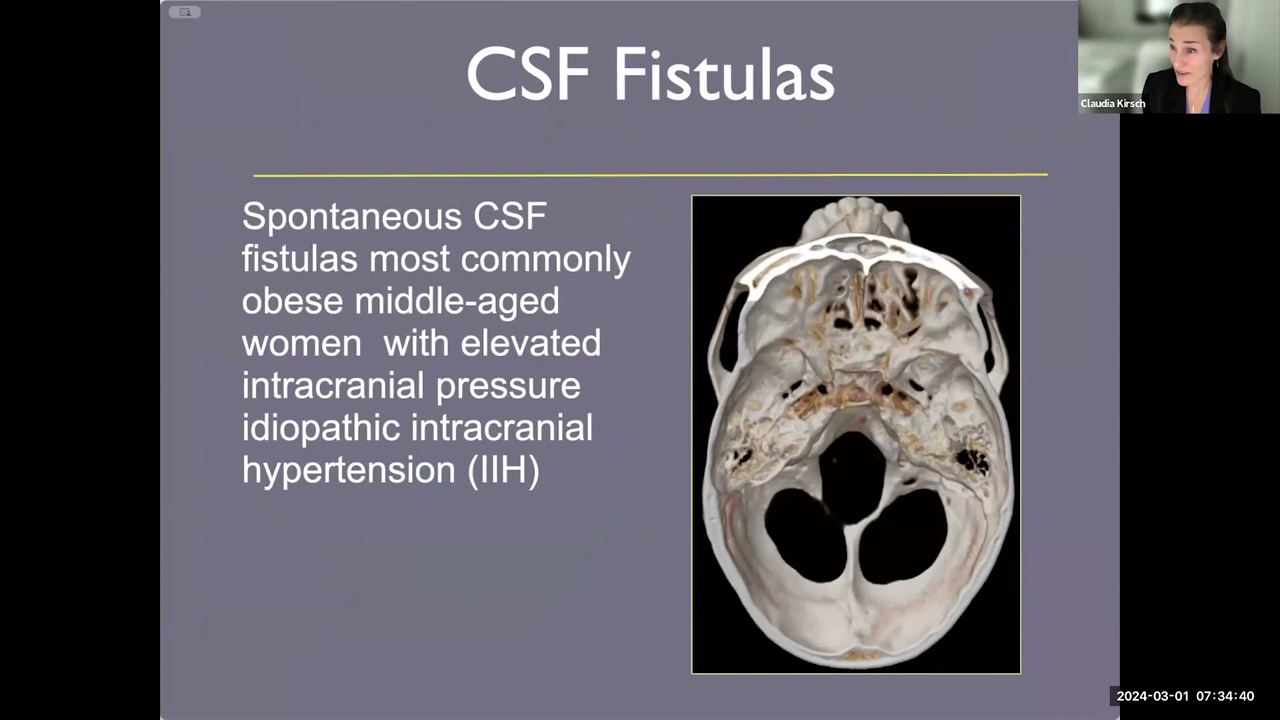 CSF Fistulas
Claudia Kirsch
Spontaneous CSF
fistulas most commonly
obese middle-aged
women  with elevated
intracranial pressure
idiopathic intracranial
hypertension (IIH)
2024-03-01 07:34:40